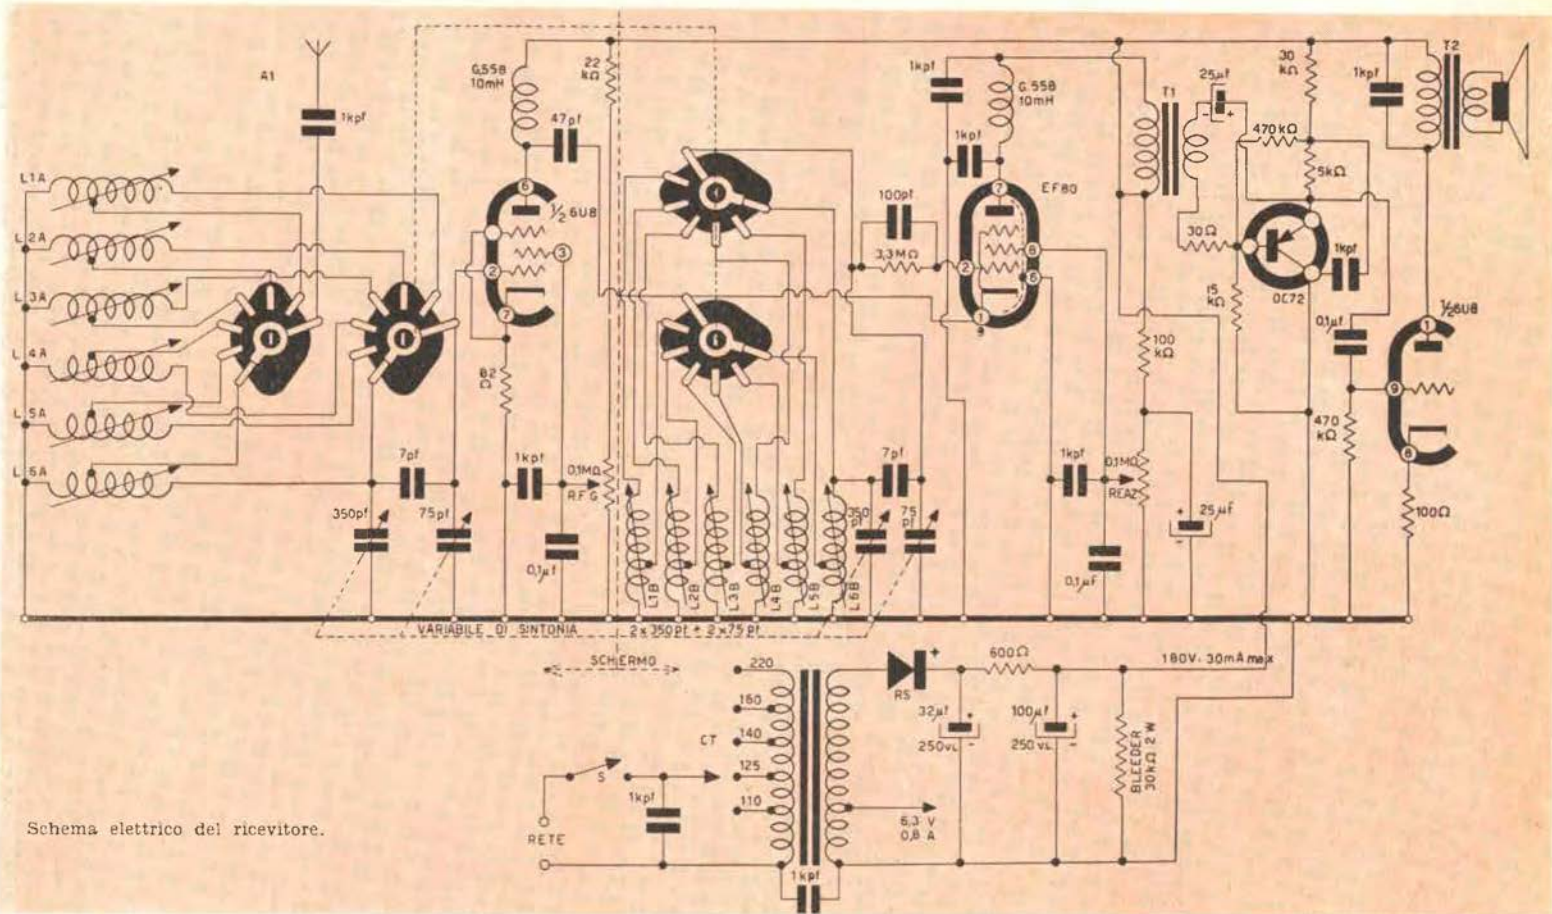 A1
1kpf
G.558
10mH
22
kΩ
47pf
1kpf
G.558
10mH
1kpf
T1
25µf
-
+
30
kΩ
470kΩ
5kΩ
1kpf
T2
L1A
L2A
L3A
L4A
L5A
L6A
6
½6U8
3
2
7
82
Ω
100pf
3,3MΩ
7
EF80
2
8
6
1
9
30Ω
OC72
1kpf
15
kΩ
0,1µf
½6U8
1
9
8
100
kΩ
470
kΩ
100Ω
7pf
350pf
75pf
1kpf
0,1MΩ
R.F.G
0,1µf
7pf
350
pf
75
pf
1kpf
0,1MΩ
REAZ
0,1µf
+
25µf
-
L1B
L2B
L3B
L4B
L5B
L6B
VARIABILE DI SINTONIA 2x350pf + 2x75pf
SCHERMO
220
160
140
125
110
CT
S
1kpf
RETE
1kpf
6,3 V
0,8 A
RS
+
600Ω
180V. 30mA max
32µf
+
250VL
-
100µf
+
250VL
-
BLEEDER
30kΩ 2W
Schema elettrico del ricevitore.